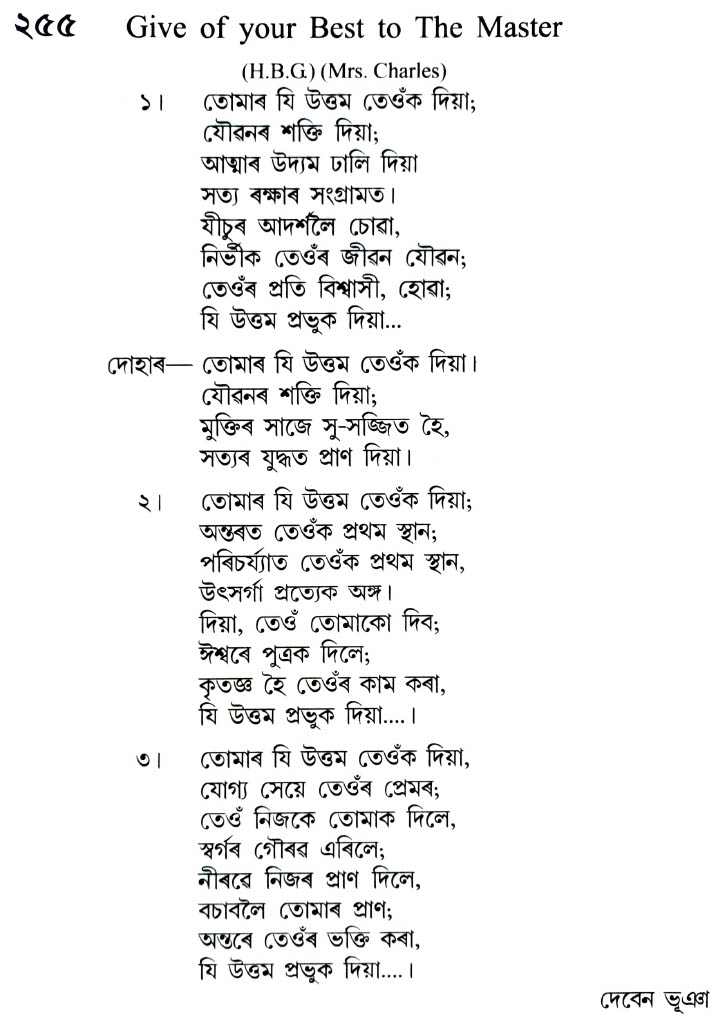 ২৫৫ Give of your Best to The Master
(H.B.G.) (Mrs. Charles)
১। তোমাৰ যি উত্তম তেওঁক দিয়া;
যৌৱনৰ শক্তি দিয়া;
আত্মাৰ উদ্যম ঢালি দিয়া
সত্য ৰক্ষাৰ সংগ্ৰামত।
যীচুৰ আদৰ্শলৈ চোৱা,
নিৰ্ভীক তেওঁৰ জীৱন যৌৱন;
তেওঁৰ প্ৰতি বিশ্বাসী, হোৱা;
যি উত্তম প্ৰভুক দিয়া...
দোহাৰ— তোমাৰ যি উত্তম তেওঁক দিয়া।
যৌৱনৰ শক্তি দিয়া;
মুক্তিৰ সাজে সু-সজ্জিত হৈ,
সত্যৰ যুদ্ধত প্ৰাণ দিয়া।
২। তোমাৰ যি উত্তম তেওঁক দিয়া;
অন্তৰত তেওঁক প্ৰথম স্থান;
পৰিচৰ্য্যাত তেওঁক প্ৰথম স্থান,
উৎসৰ্গা প্ৰত্যেক অঙ্গ।
দিয়া, তেওঁ তোমাকো দিব;
ঈশ্বৰে পুত্ৰক দিলে;
কৃতজ্ঞ হৈ তেওঁৰ কাম কৰা,
যি উত্তম প্ৰভুক দিয়া....।
৩। তোমাৰ যি উত্তম তেওঁক দিয়া,
যোগ্য সেয়ে তেওঁৰ প্ৰেমৰ;
তেওঁ নিজকে তোমাক দিলে,
স্বৰ্গৰ গৌৰৱ এৰিলে;
নীৰৱে নিজৰ প্ৰাণ দিলে,
বচাবলৈ তোমাৰ প্ৰাণ;
অন্তৰে তেওঁৰ ভক্তি কৰা,
যি উত্তম প্ৰভুক দিয়া....।
দেবেন ভূঞা